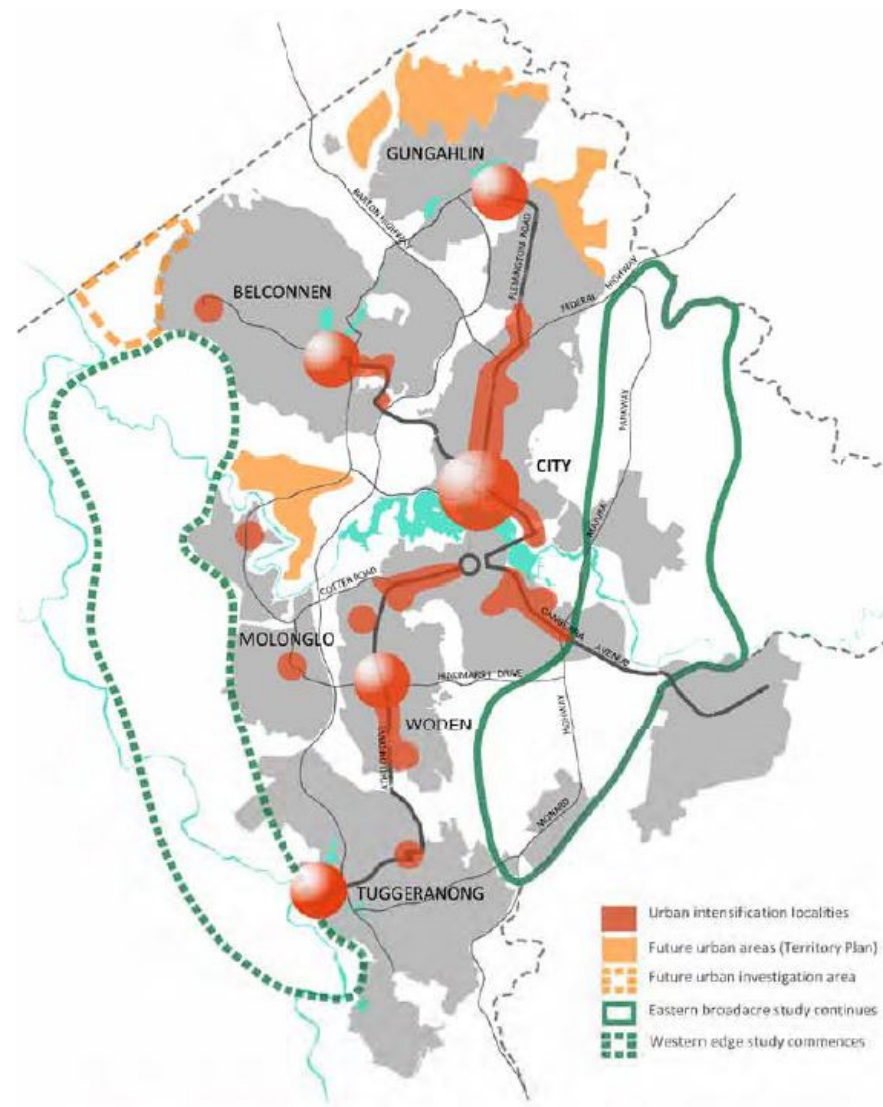 GUNGAHLIN
BARTON HIGHWAY
FLEMINGTON ROAD
FEDERAL HIGHWAY
BELCONNEN
PARKWAY
CITY
MAJURA
COTTER ROAD
CANBERRA AVENUE
MOLONGLO
HINDMARSH DRIVE
WODEN
HIGHWAY
MONARO
TUGGERANONG
Urban intensification localities
Future urban areas (Territory Plan)
Future urban investigation area
Eastern broadacre study continues
Western edge study commences